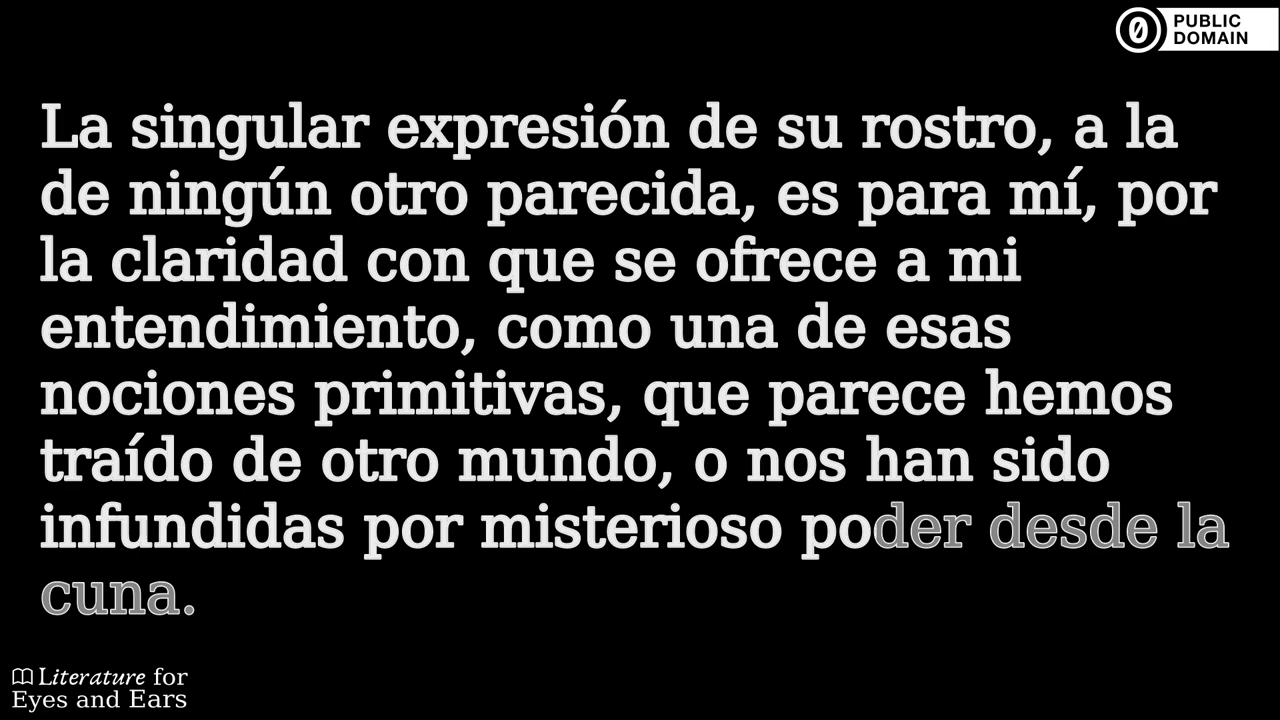 PUBLIC
DOMAIN
La singular expresión de su rostro, a la
de ningún otro parecida, es para mí, por
la claridad con que se ofrece a mi
entendimiento, como una de esas
nociones primitivas, que parece hemos
traído de otro mundo, o nos han sido
infundidas por misterioso poder desde la
cuna.
Literature for
Eyes and Ears